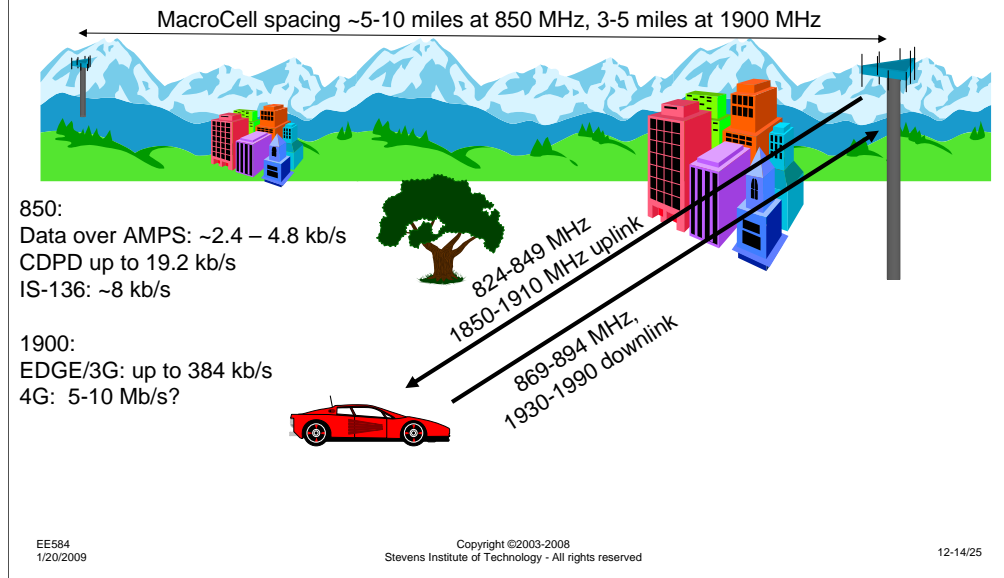 MacroCell spacing ~5-10 miles at 850 MHz, 3-5 miles at 1900 MHz
850:
Data over AMPS: ~2.4 – 4.8 kb/s
CDPD up to 19.2 kb/s
IS-136: ~8 kb/s
1900:
EDGE/3G: up to 384 kb/s
4G: 5-10 Mb/s?
824-849 MHz
1850-1910 MHz uplink
869-894 MHz,
1930-1990 downlink
EE584
1/20/2009
Copyright ©2003-2008
Stevens Institute of Technology - All rights reserved
12-14/25